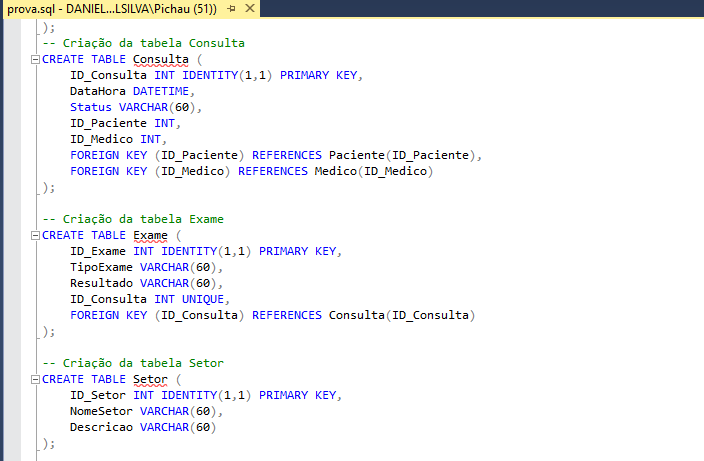 prova.sql - DANIEL...LSILVA\Pichau (51))
);
-- Criação da tabela Consulta
CREATE TABLE Consulta (
ID_Consulta INT IDENTITY(1,1) PRIMARY KEY,
DataHora DATETIME,
Status VARCHAR(60),
ID_Paciente INT,
ID_Medico INT,
FOREIGN KEY (ID_Paciente) REFERENCES Paciente(ID_Paciente),
FOREIGN KEY (ID_Medico) REFERENCES Medico(ID_Medico)
);
-- Criação da tabela Exame
CREATE TABLE Exame (
ID_Exame INT IDENTITY(1,1) PRIMARY KEY,
TipoExame VARCHAR(60),
Resultado VARCHAR(60),
ID_Consulta INT UNIQUE,
FOREIGN KEY (ID_Consulta) REFERENCES Consulta(ID_Consulta)
);
-- Criação da tabela Setor
CREATE TABLE Setor (
ID_Setor INT IDENTITY(1,1) PRIMARY KEY,
NomeSetor VARCHAR(60),
Descricao VARCHAR(60)
);